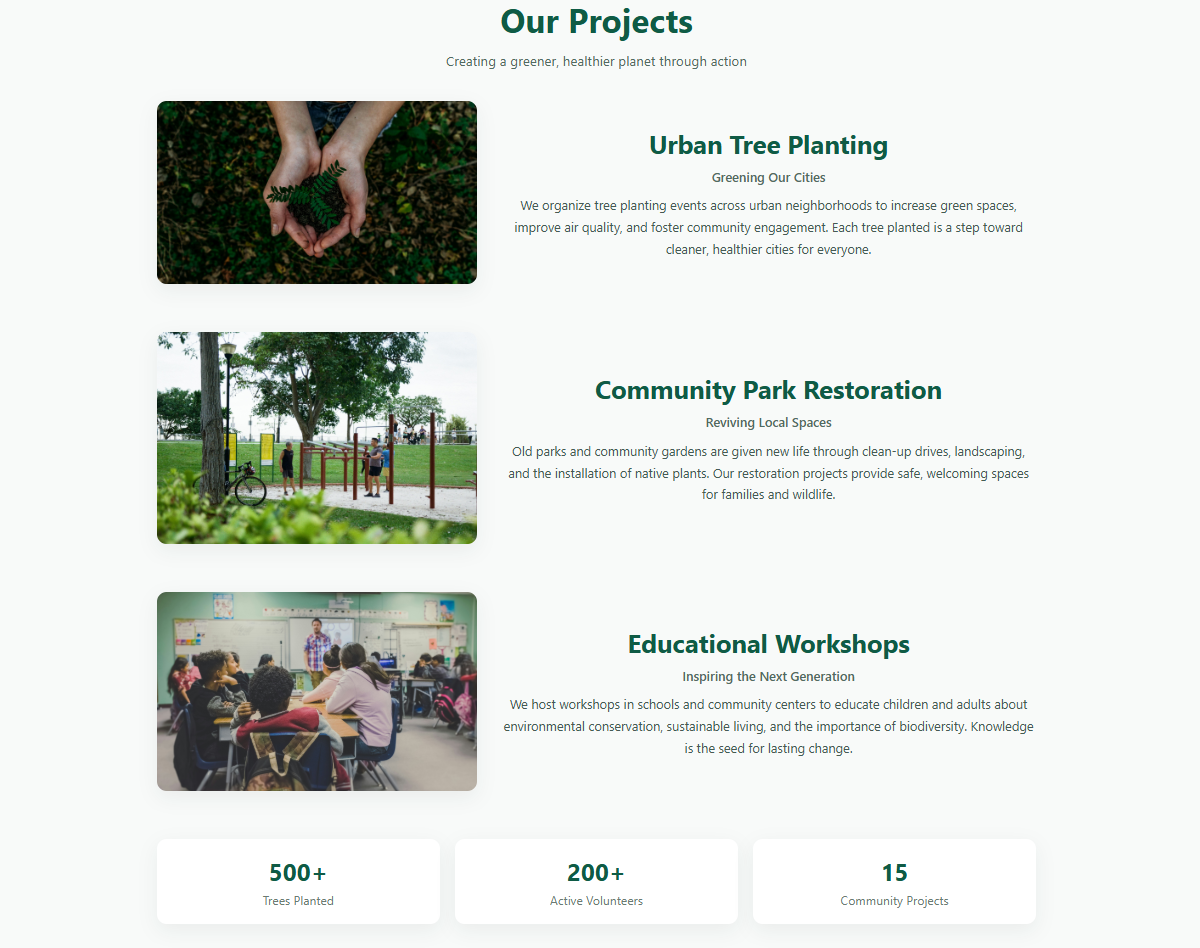 Our Projects
Creating a greener, healthier planet through action
Urban Tree Planting
Greening Our Cities
We organize tree planting events across urban neighborhoods to increase green spaces,
improve air quality, and foster community engagement. Each tree planted is a step toward
cleaner, healthier cities for everyone.
Community Park Restoration
Reviving Local Spaces
Old parks and community gardens are given new life through clean-up drives, landscaping,
and the installation of native plants. Our restoration projects provide safe, welcoming spaces
for families and wildlife.
Educational Workshops
Inspiring the Next Generation
We host workshops in schools and community centers to educate children and adults about
environmental conservation, sustainable living, and the importance of biodiversity. Knowledge
is the seed for lasting change.
500+
Trees Planted
200+
Active Volunteers
15
Community Projects